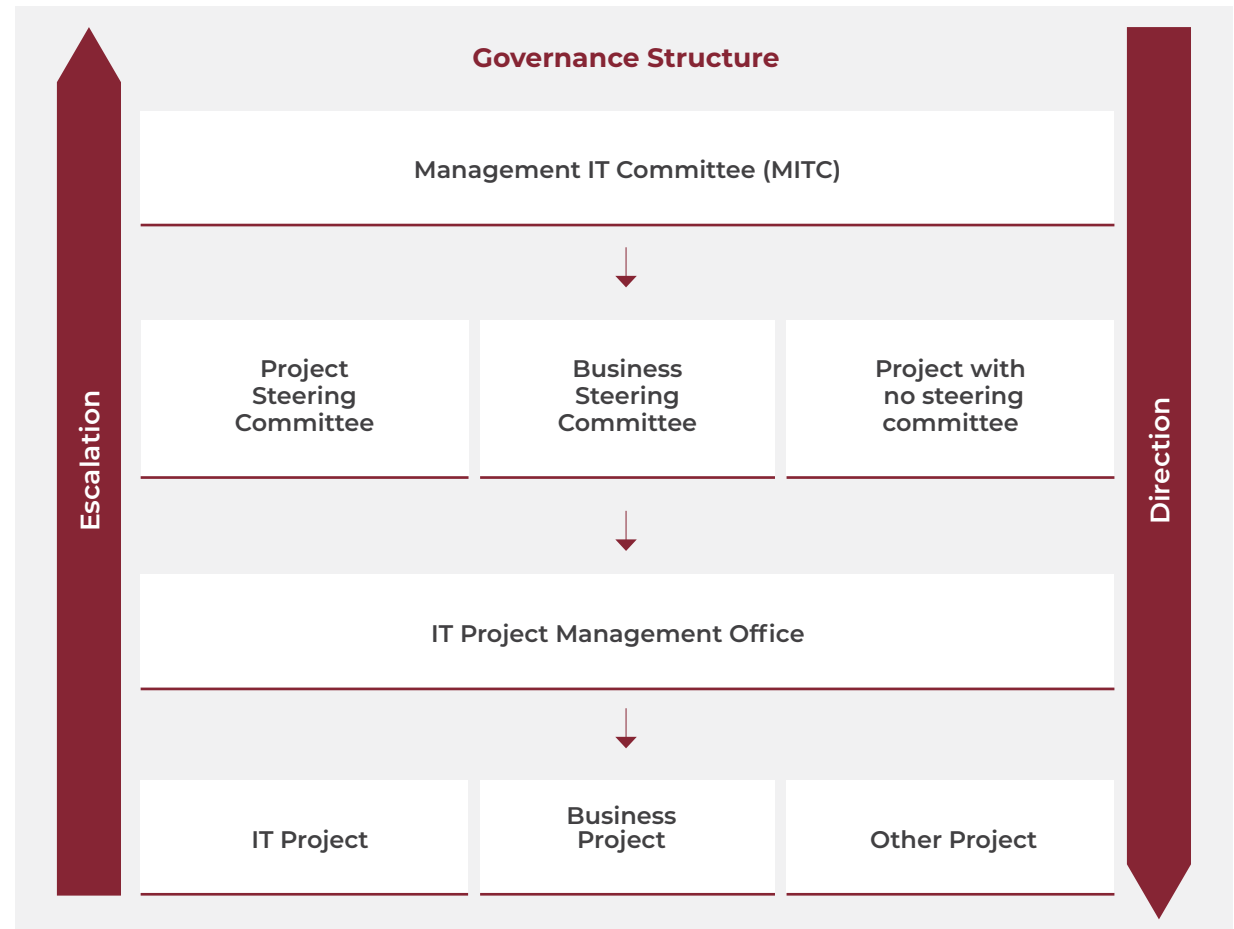 Governance Structure
Management IT Committee (MITC)
Project
Steering
Committee
Business
Steering
Committee
Project with
no steering
committee
IT Project Management Office
IT Project
Business
Project
Other Project
Escalation
Direction